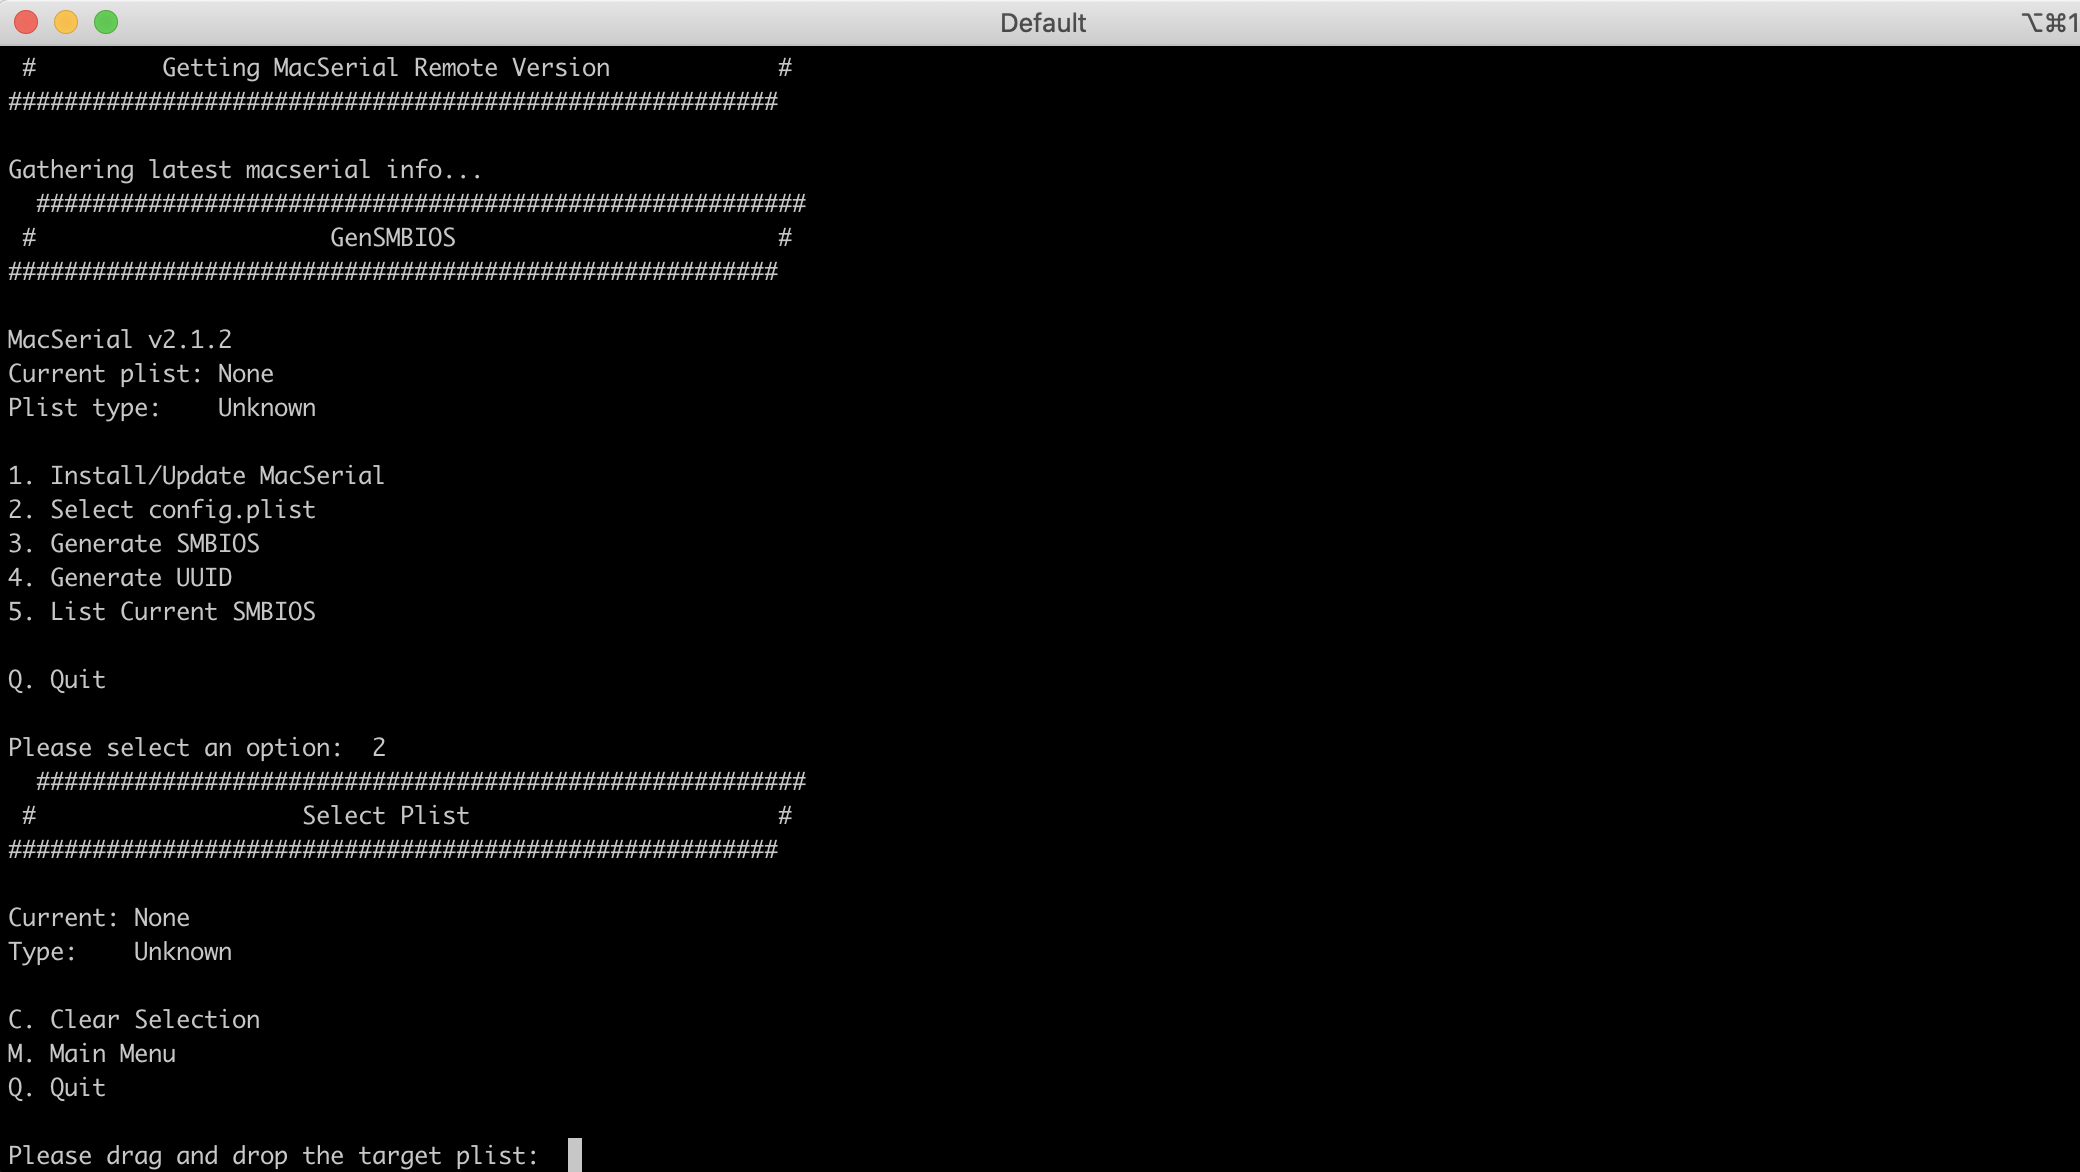 Default
⌥⌘1
#         Getting MacSerial Remote Version            #
#######################################################
Gathering latest macserial info...
  #######################################################
 #                     GenSMBIOS                       #
#######################################################
MacSerial v2.1.2
Current plist: None
Plist type:    Unknown
1. Install/Update MacSerial
2. Select config.plist
3. Generate SMBIOS
4. Generate UUID
5. List Current SMBIOS
Q. Quit
Please select an option:  2
  #######################################################
 #                   Select Plist                      #
#######################################################
Current: None
Type:    Unknown
C. Clear Selection
M. Main Menu
Q. Quit
Please drag and drop the target plist: